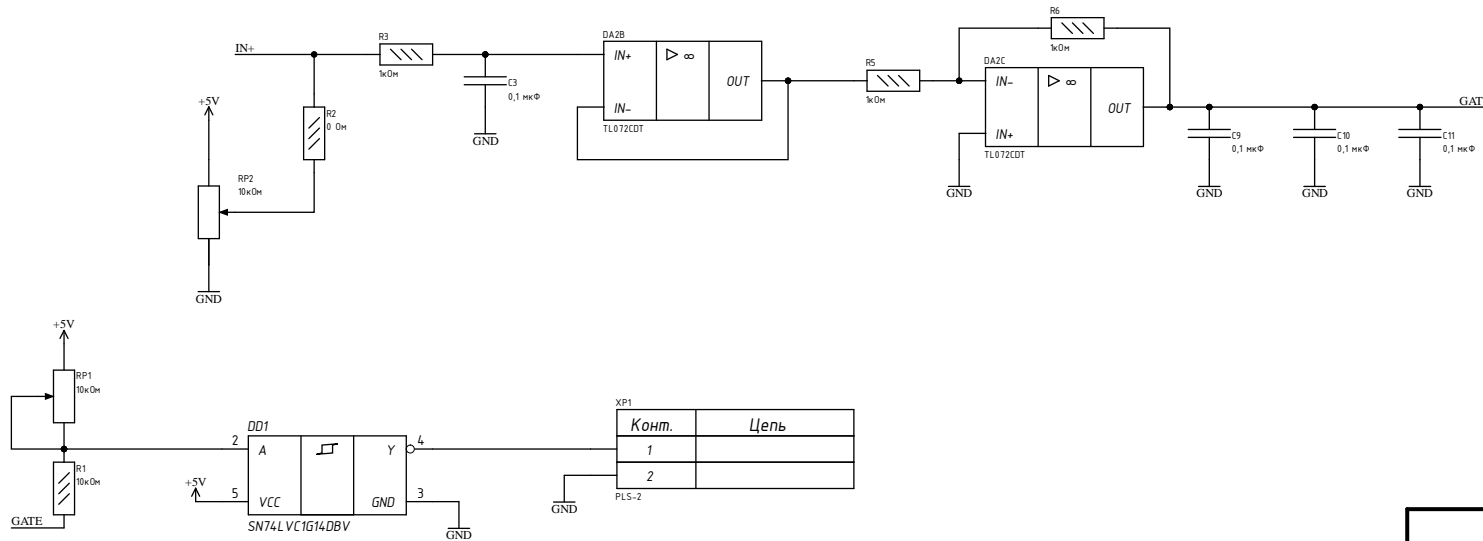 IN+
R3
1кОм
C3
0,1 мкФ
GND
+5V
R2
0 Ом
RP2
10кОм
GND
DA2B
IN+
▷ ∞
OUT
IN-
TL072CDT
R5
1кОм
R6
1кОм
DA2C
IN-
▷ ∞
OUT
IN+
TL072CDT
GND
C9
0,1 мкФ
GND
C10
0,1 мкФ
GND
C11
0,1 мкФ
GND
GAT
+5V
RP1
10кОм
R1
10кОм
GATE
DD1
2
A
Y
4
+5V
5
VCC
GND
3
SN74LVC1G14DBV
GND
XP1
Конт.
Цепь
1
2
PLS-2
GND